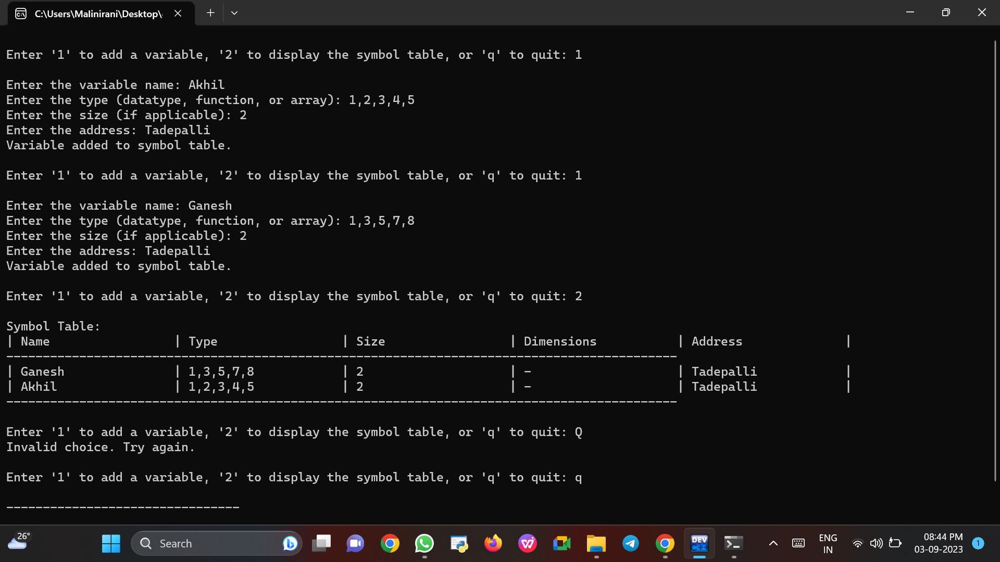 C:\Users\Malinirani\Desktop\
Enter '1' to add a variable, '2' to display the symbol table, or 'q' to quit: 1
Enter the variable name: Akhil
Enter the type (datatype, function, or array): 1,2,3,4,5
Enter the size (if applicable): 2
Enter the address: Tadepalli
Variable added to symbol table.
Enter '1' to add a variable, '2' to display the symbol table, or 'q' to quit: 1
Enter the variable name: Ganesh
Enter the type (datatype, function, or array): 1,3,5,7,8
Enter the size (if applicable): 2
Enter the address: Tadepalli
Variable added to symbol table.
Enter '1' to add a variable, '2' to display the symbol table, or 'q' to quit: 2
Symbol Table:
| Name | Type | Size | Dimensions | Address |
--------------------------------------------------------------------------------------------
| Ganesh | 1,3,5,7,8 | 2 | - | Tadepalli |
| Akhil | 1,2,3,4,5 | 2 | - | Tadepalli |
--------------------------------------------------------------------------------------------
Enter '1' to add a variable, '2' to display the symbol table, or 'q' to quit: Q
Invalid choice. Try again.
Enter '1' to add a variable, '2' to display the symbol table, or 'q' to quit: q
--------------------------------
26°
Search
DEV
C++
ENG
IN
08:44 PM
03-09-2023
1